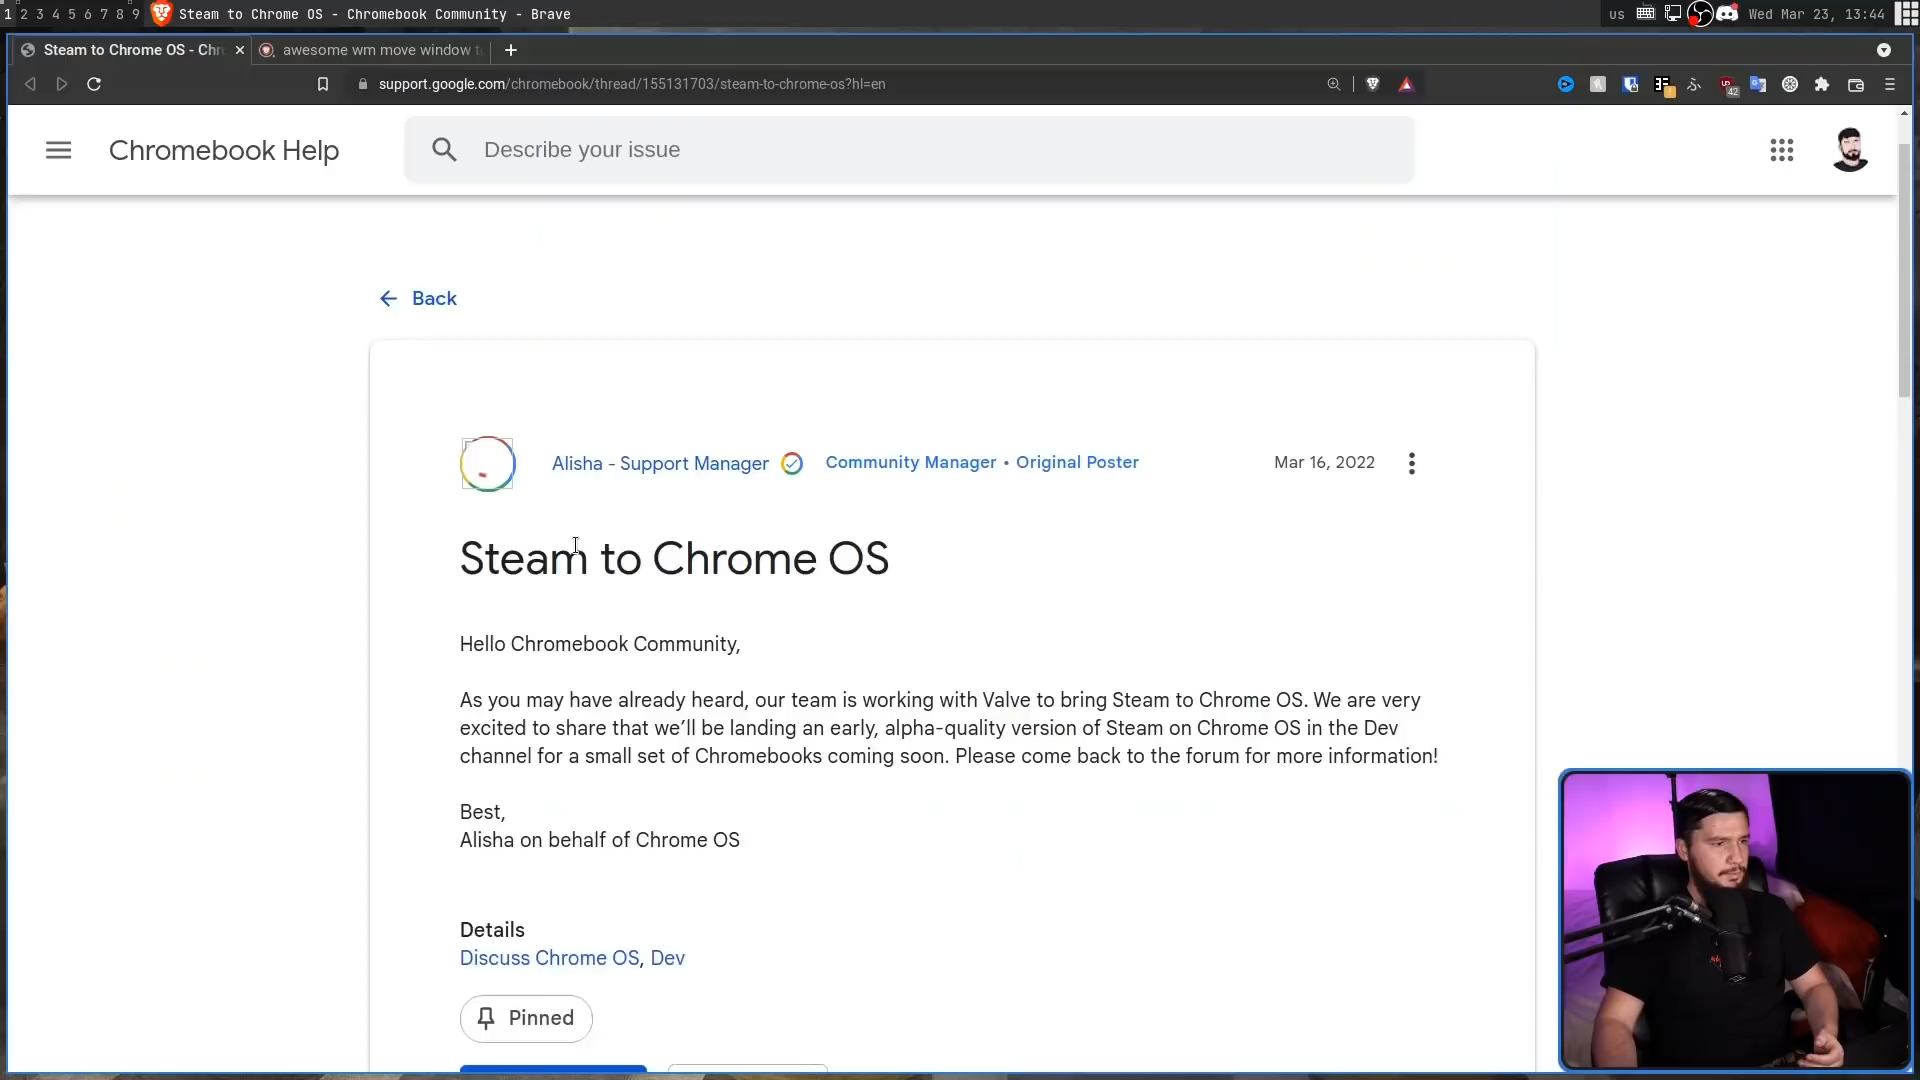 1 2 3 4 5 6 7 8 9 Steam to Chrome OS - Chromebook Community - Brave us Wed Mar 23, 13:44
Steam to Chrome OS - Chr awesome wm move window t
support.google.com/chromebook/thread/155131703/steam-to-chrome-os?hl=en 42
Chromebook Help Describe your issue
Back
Alisha - Support Manager Community Manager • Original Poster Mar 16, 2022
Steam to Chrome OS
Hello Chromebook Community,
As you may have already heard, our team is working with Valve to bring Steam to Chrome OS. We are very
excited to share that we’ll be landing an early, alpha-quality version of Steam on Chrome OS in the Dev
channel for a small set of Chromebooks coming soon. Please come back to the forum for more information!
Best,
Alisha on behalf of Chrome OS
Details
Discuss Chrome OS, Dev
Pinned